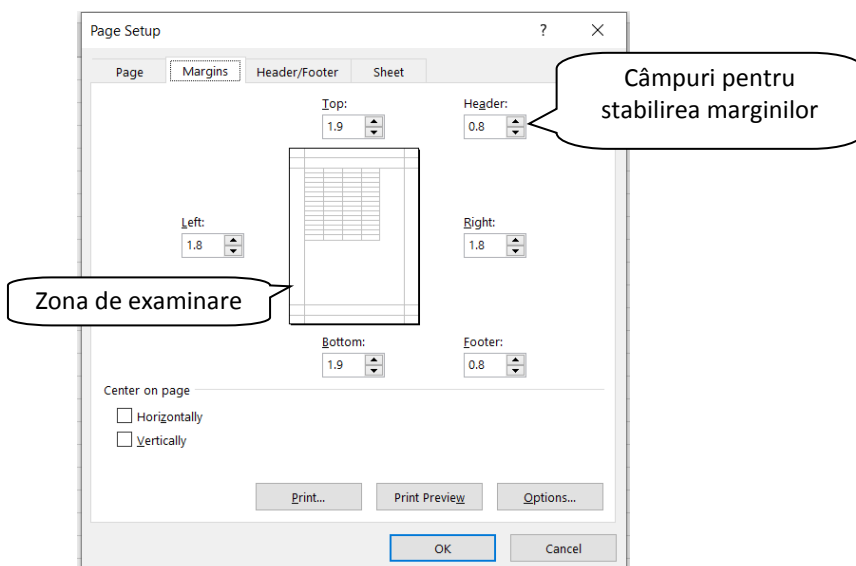 Page Setup ?
Page Margins Header/Footer Sheet
Câmpuri pentru
stabilirea marginilor
Top: Header:
1.9 0.8
Left: Right:
1.8 1.8
Zona de examinare
Bottom: Footer:
1.9 0.8
Center on page
Horizontally
Vertically
Print... Print Preview Options...
OK Cancel